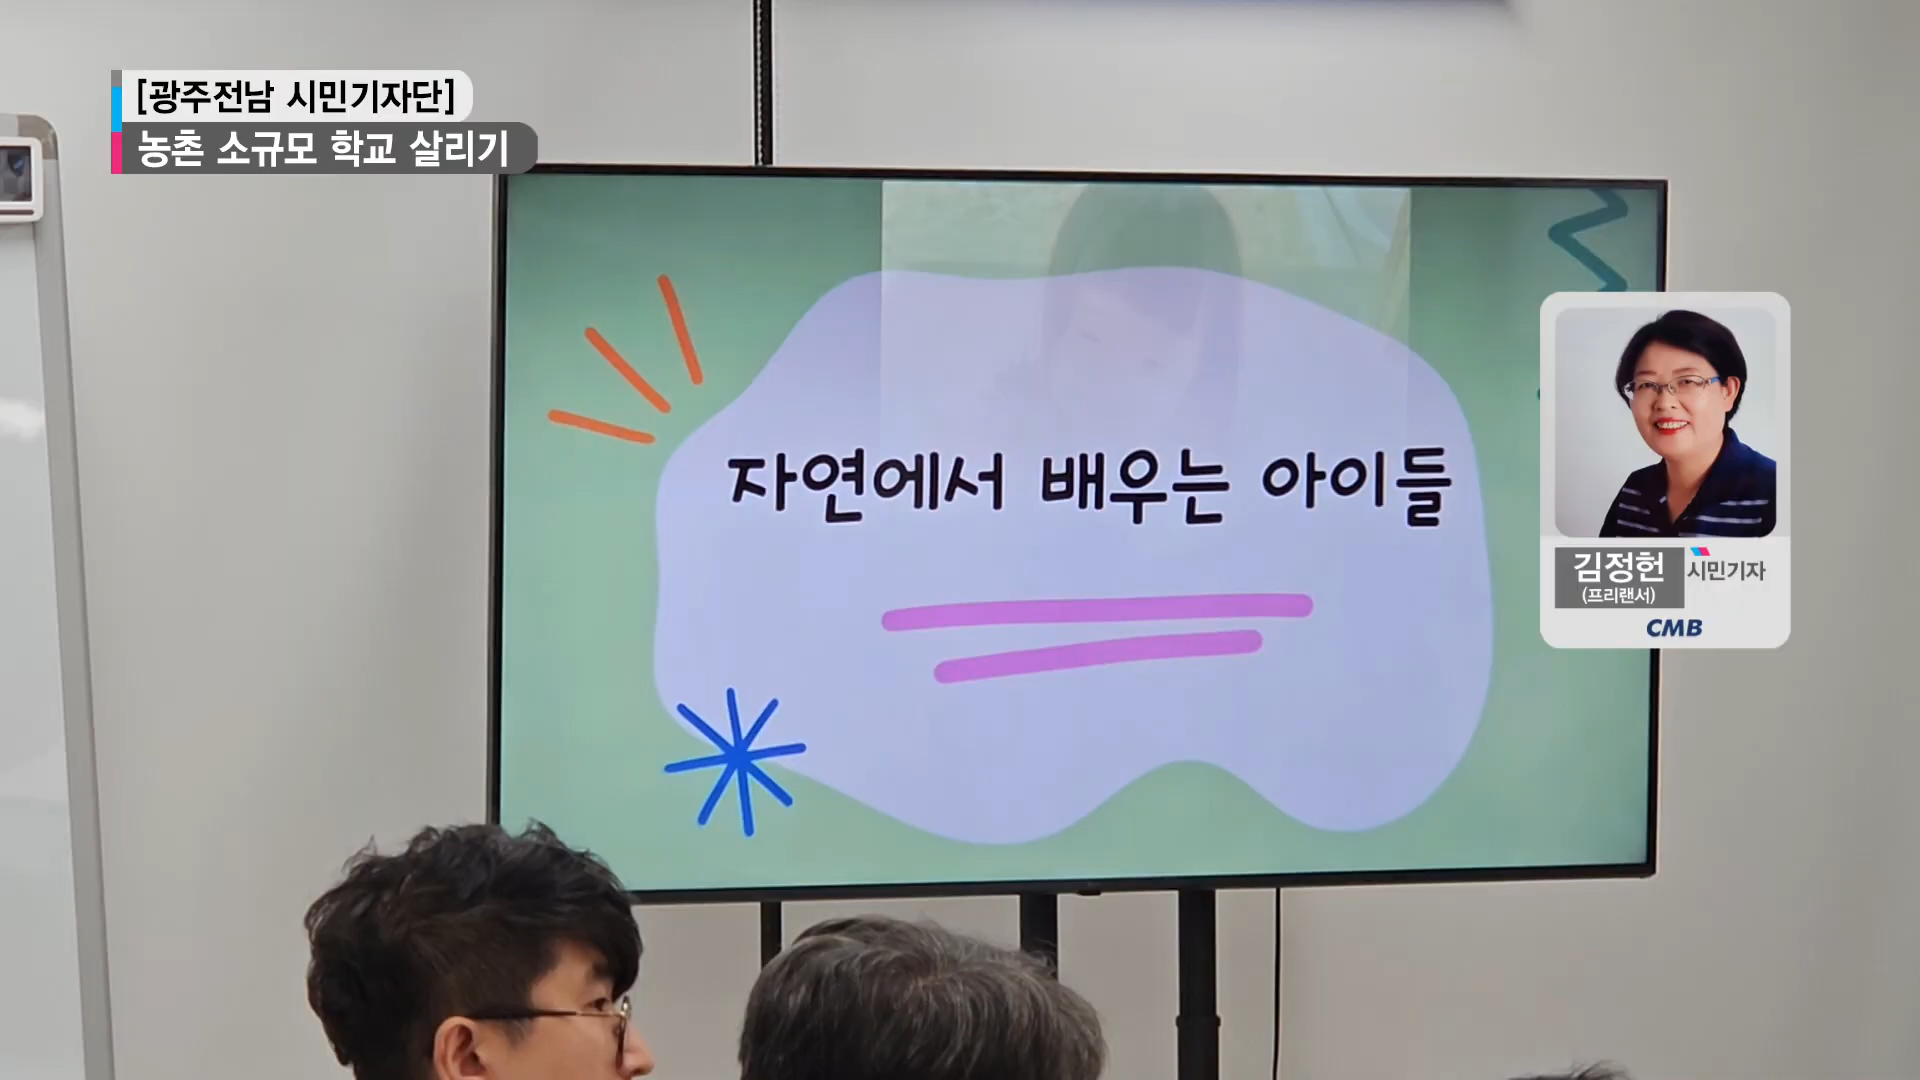 [광주전남 시민기자단]
농촌 소규모 학교 살리기
자연에서 배우는 아이들
김정헌 시민기자
(프리랜서)
CMB